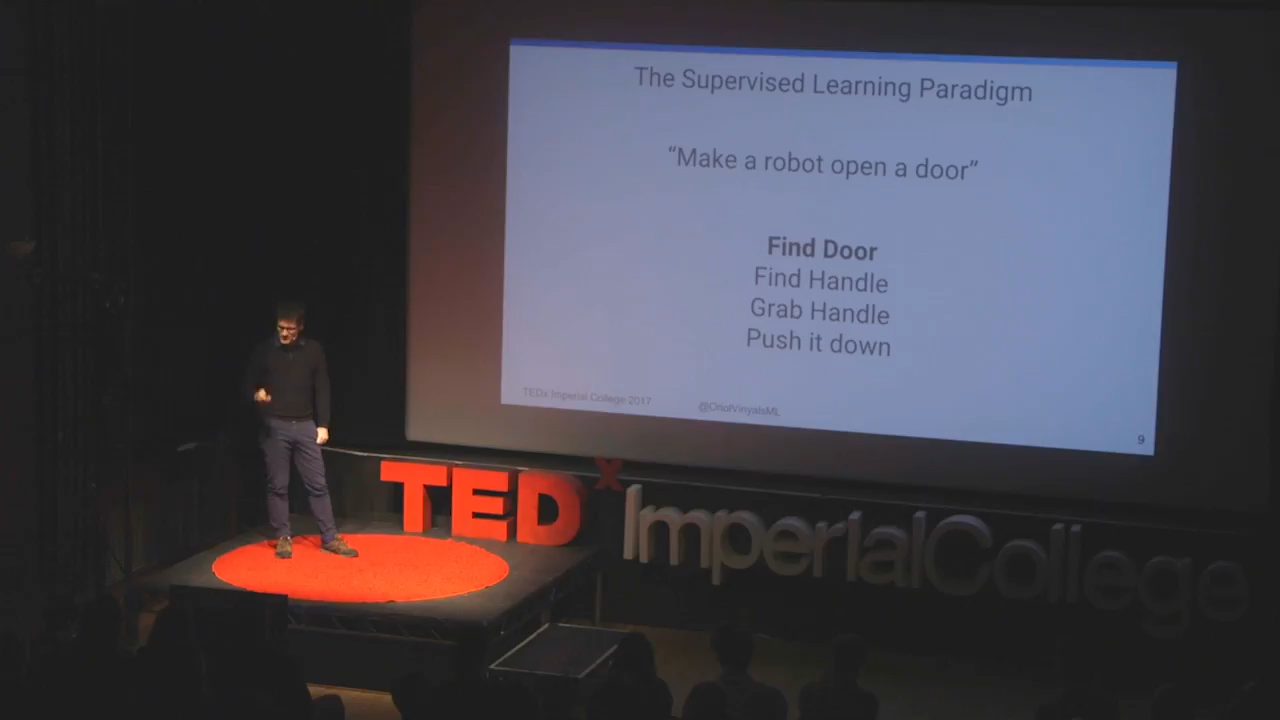 The Supervised Learning Paradigm
“Make a robot open a door”
Find Door
Find Handle
Grab Handle
Push it down
TEDx Imperial College 2017
@OriolVinyalsML
9
TEDx
ImperialCollege